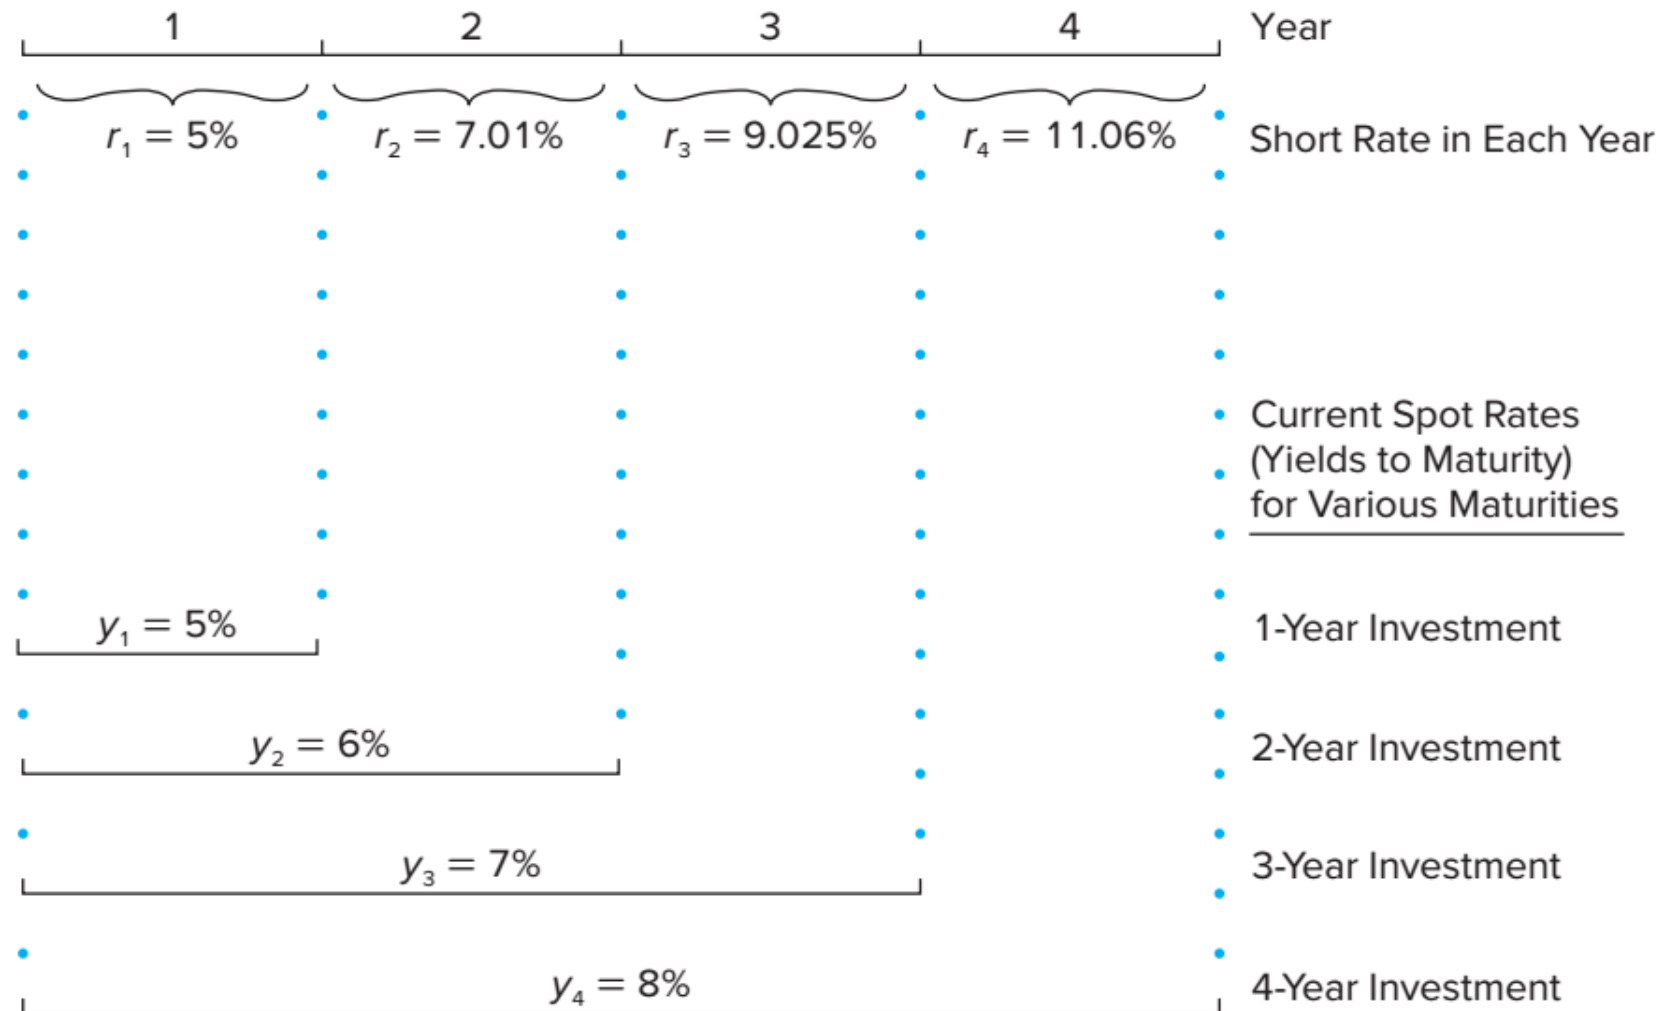 1 2 3 4 Year
r₁ = 5% r₂ = 7.01% r₃ = 9.025% r₄ = 11.06% Short Rate in Each Year
Current Spot Rates
(Yields to Maturity)
for Various Maturities
y₁ = 5% 1-Year Investment
y₂ = 6% 2-Year Investment
y₃ = 7% 3-Year Investment
y₄ = 8% 4-Year Investment